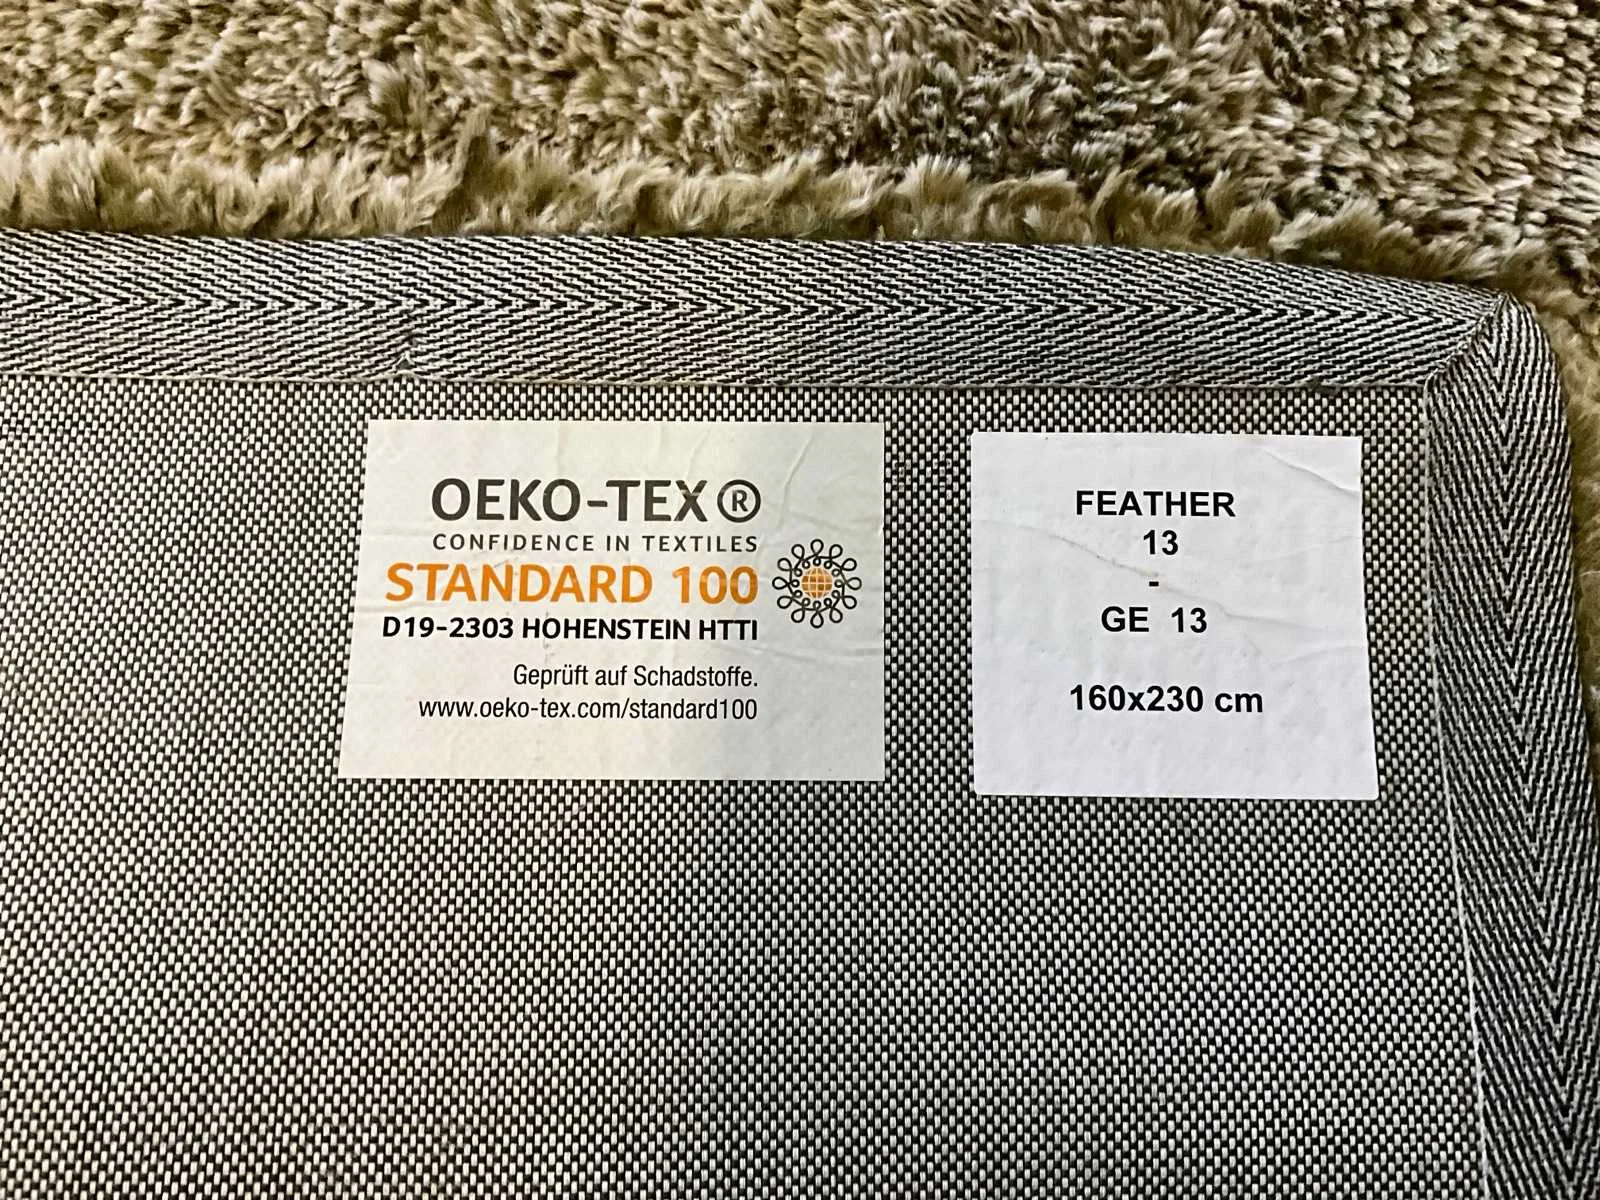 OEKO-TEX®
CONFIDENCE IN TEXTILES
STANDARD 100
D19-2303 HOHENSTEIN HTTI
Geprüft auf Schadstoffe.
www.oeko-tex.com/standard100
FEATHER
13
-
GE 13
160x230 cm